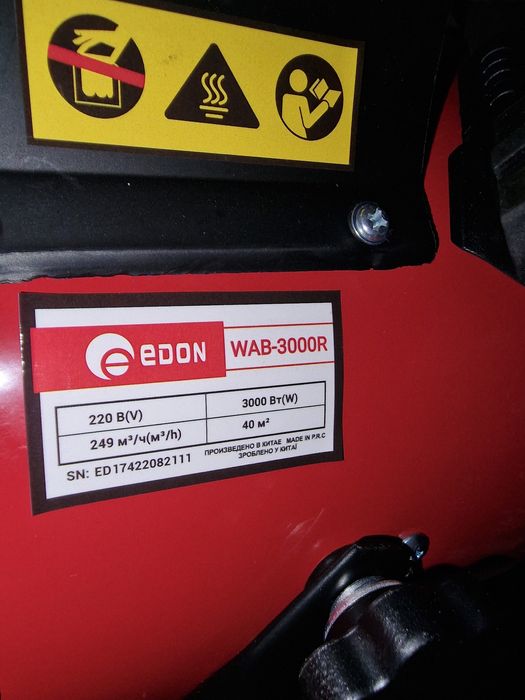 eDON
WAB-3000R
220 В(V) 3000 Вт(W)
249 м³/ч(м³/h) 40 м²
SN: ED17422082111
ПРОИЗВЕДЕНО В КИТАЕ MADE IN P.R.C
ЗРОБЛЕНО У КИТАЇ